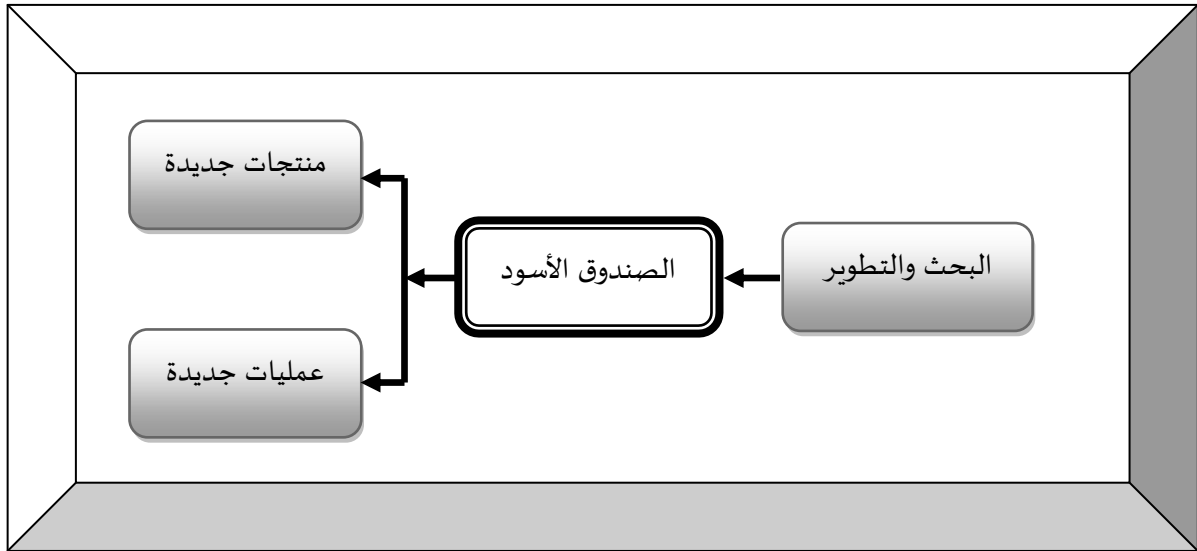 البحث والتطوير
الصندوق الأسود
منتجات جديدة
عمليات جديدة